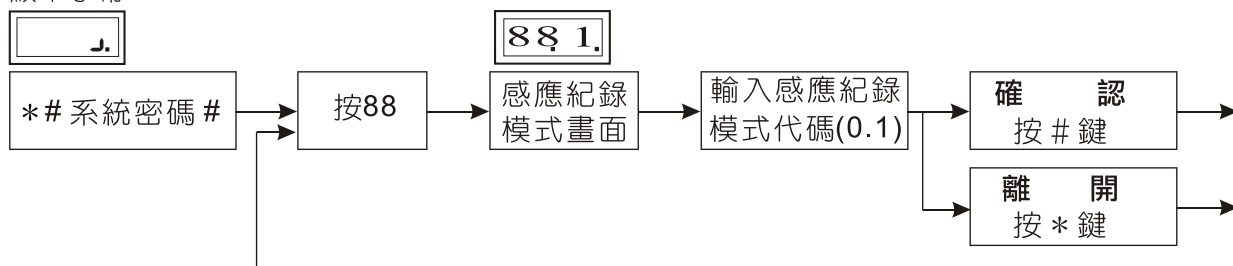 88.1.
*#系統密碼#
按88
感應紀錄
模式畫面
輸入感應紀錄
模式代碼(0.1)
確 認
按#鍵
離 開
按*鍵